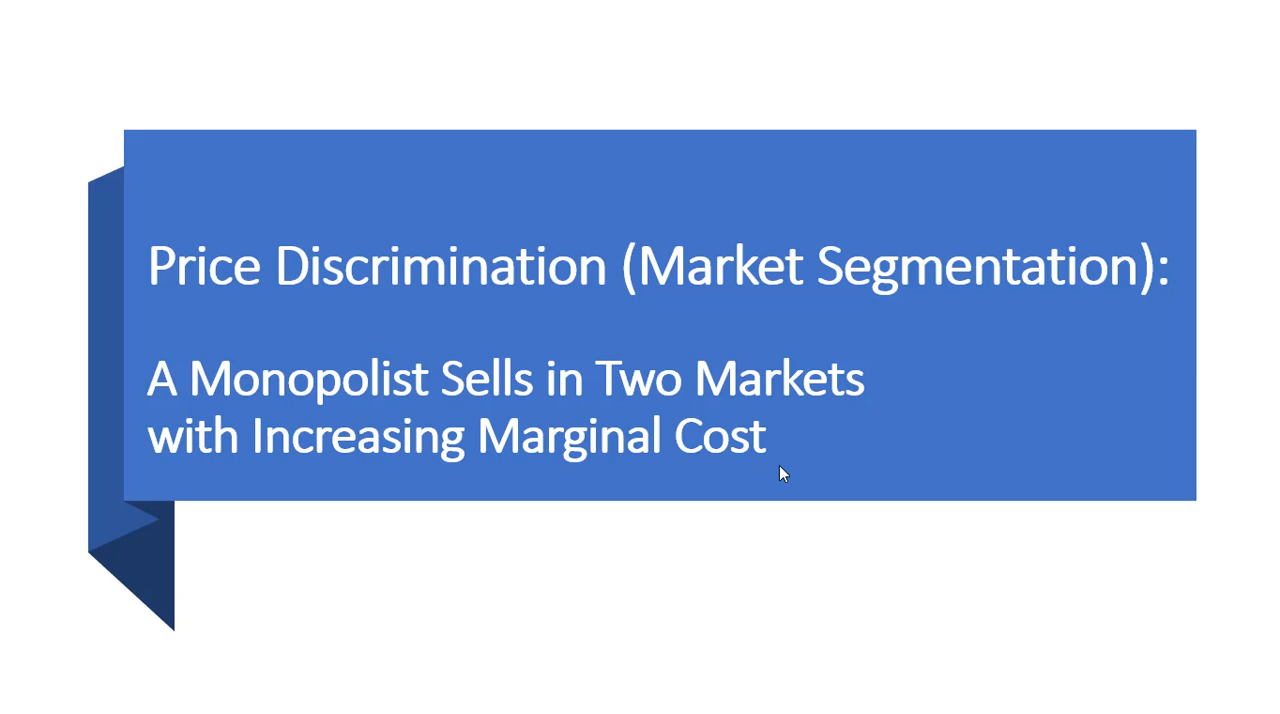 Price Discrimination (Market Segmentation):
A Monopolist Sells in Two Markets
with Increasing Marginal Cost